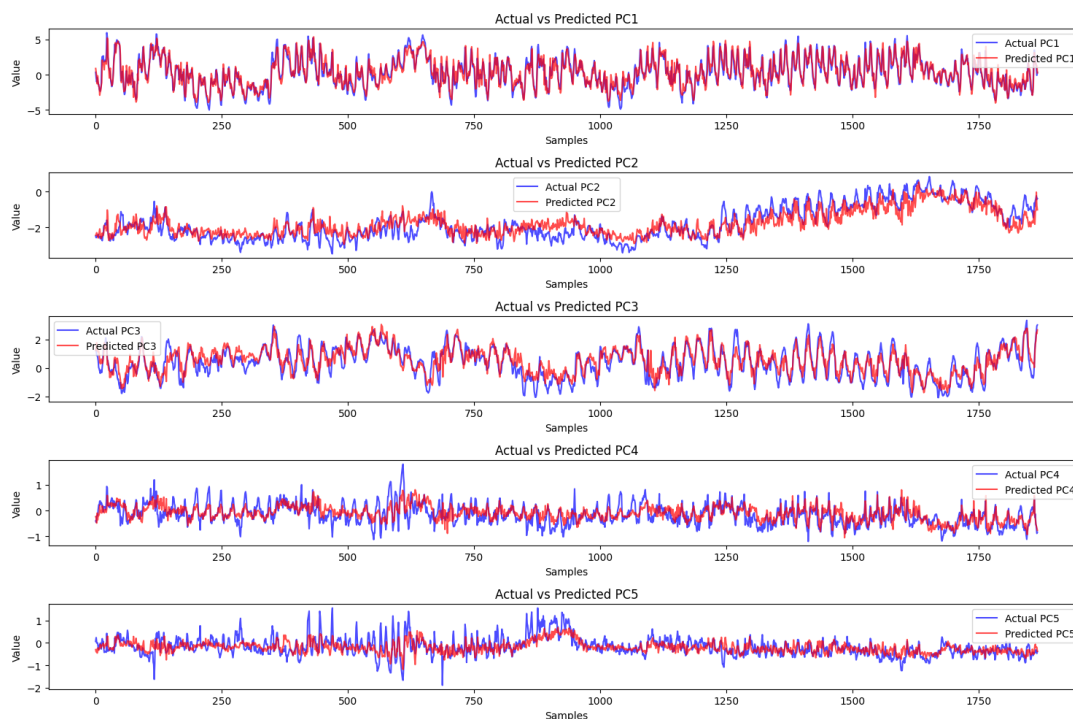 Actual vs Predicted PC1
Value
5
0
-5
Actual PC1
Predicted PC1
0
250
500
750
1000
1250
1500
1750
Samples
Actual vs Predicted PC2
Value
0
−2
Actual PC2
Predicted PC2
0
250
500
750
1000
1250
1500
1750
Samples
Actual vs Predicted PC3
Value
2
0
−2
Actual PC3
Predicted PC3
0
250
500
750
1000
1250
1500
1750
Samples
Actual vs Predicted PC4
Value
1
0
−1
Actual PC4
Predicted PC4
0
250
500
750
1000
1250
1500
1750
Samples
Actual vs Predicted PC5
Value
1
0
−1
−2
Actual PC5
Predicted PC5
0
250
500
750
1000
1250
1500
1750
Samples